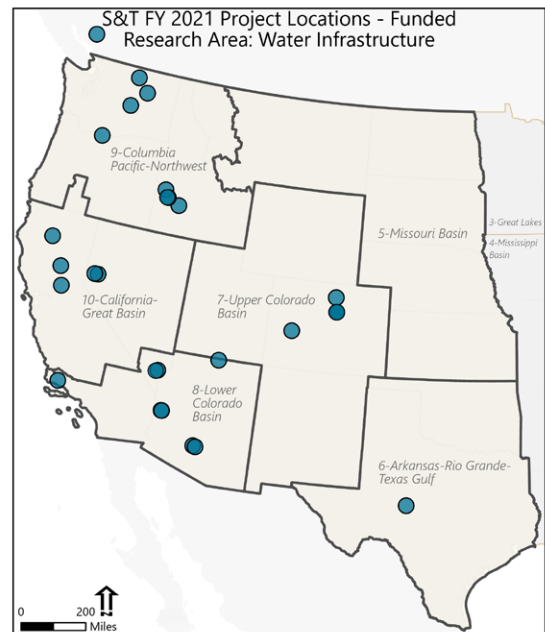 S&T FY 2021 Project Locations - Funded
Research Area: Water Infrastructure
9-Columbia
Pacific-Northwest
5-Missouri Basin
3-Great Lakes
4-Mississippi
Basin
10-California-
Great Basin
7-Upper Colorado
Basin
8-Lower
Colorado
Basin
6-Arkansas-Rio Grande-
Texas Gulf
N
0 200
Miles